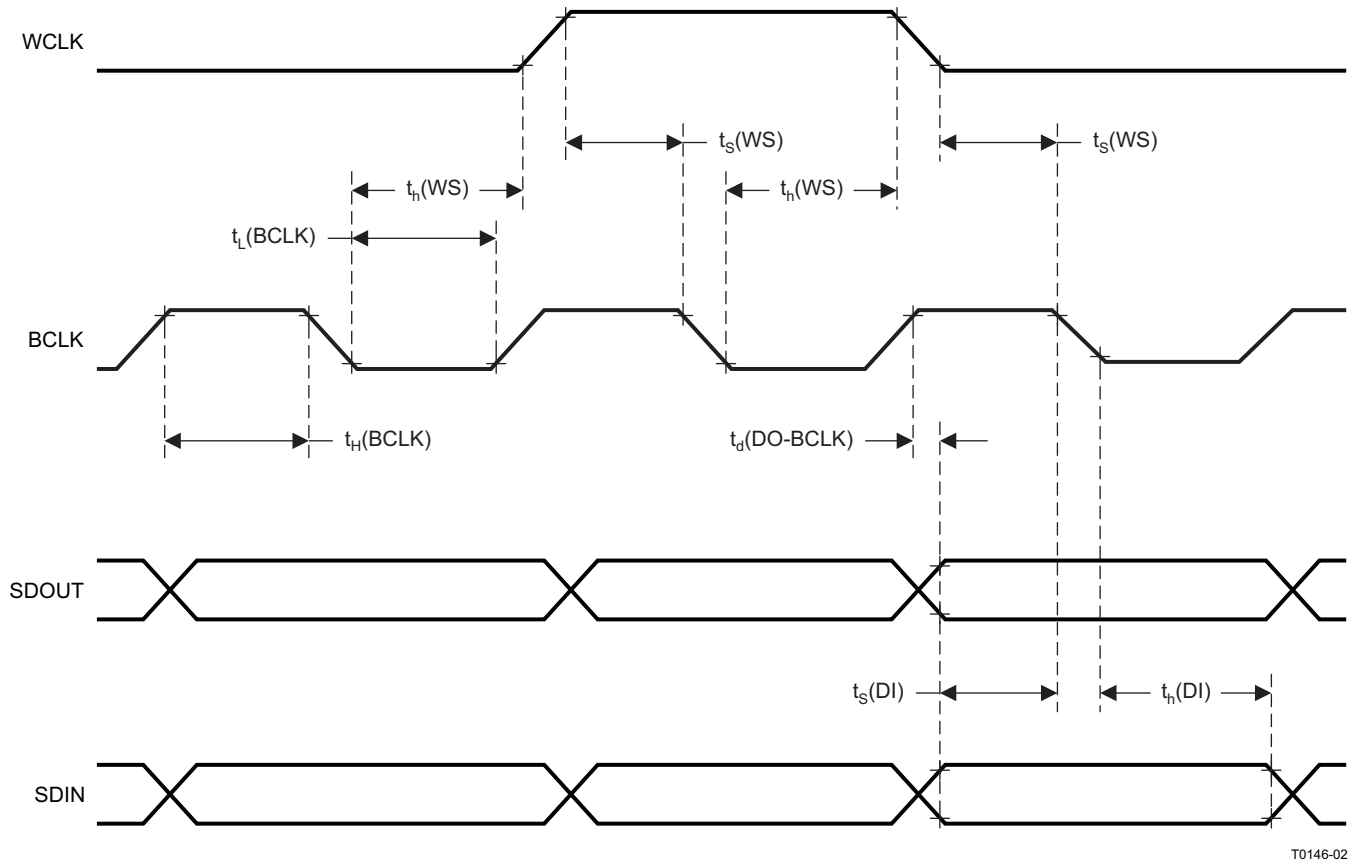 WCLK
tS(WS)
tS(WS)
th(WS)
th(WS)
tL(BCLK)
BCLK
tH(BCLK)
td(DO-BCLK)
SDOUT
tS(DI)
th(DI)
SDIN
T0146-02